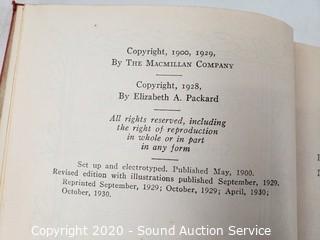 Copyright, 1900, 1929,
By The Macmillan Company
Copyright, 1928,
By Elizabeth A. Packard
All rights reserved, including
the right of reproduction
in whole or in part
in any form
Set up and electrotyped. Published May, 1900.
Revised edition with illustrations published September, 1929.
Reprinted September, 1929; October, 1929; April, 1930;
October, 1930.
Copyright 2020 - Sound Auction Service